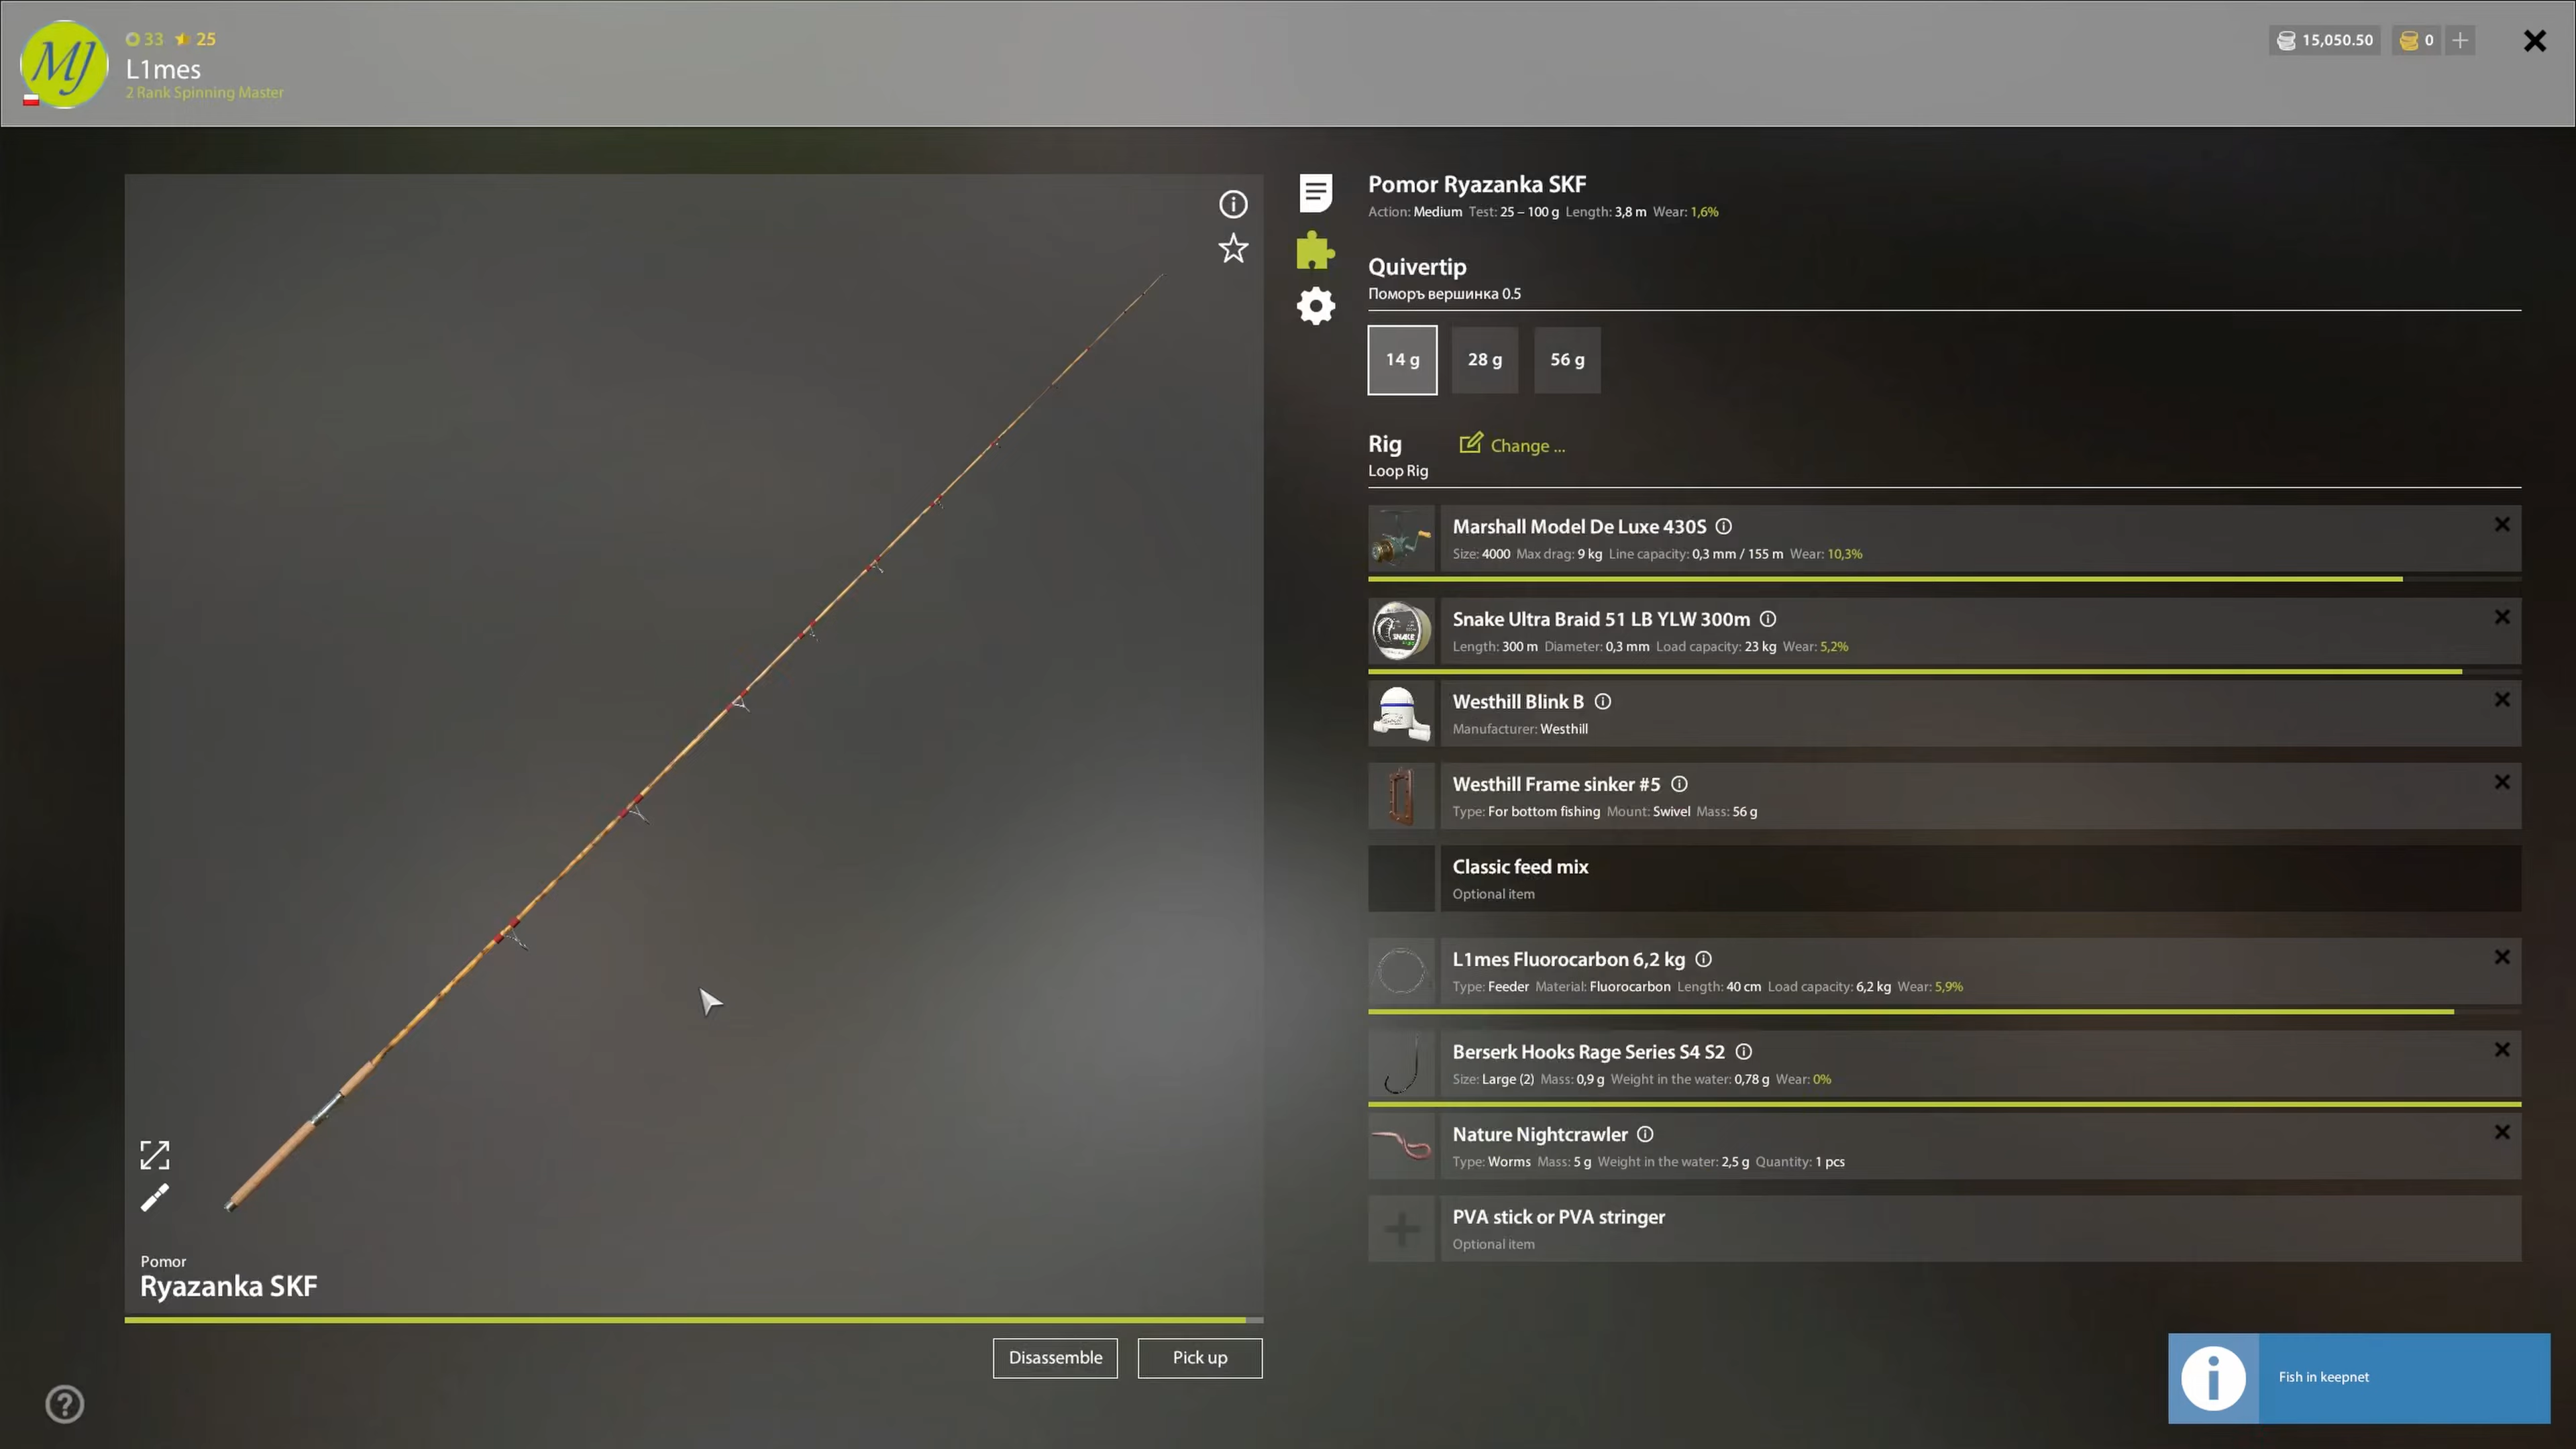 MJ
33 25
L1mes
2 Rank Spinning Master
15,050.50 0
Pomor Ryazanka SKF
Action: Medium Test: 25 – 100 g Length: 3,8 m Wear: 1,6%
Quivertip
Поморъ вершинка 0.5
14 g 28 g 56 g
Rig Change ...
Loop Rig
Marshall Model De Luxe 430S
Size: 4000 Max drag: 9 kg Line capacity: 0,3 mm / 155 m Wear: 10,3%
SNAKE
Snake Ultra Braid 51 LB YLW 300m
Length: 300 m Diameter: 0,3 mm Load capacity: 23 kg Wear: 5,2%
Westhill Blink B
Manufacturer: Westhill
Westhill Frame sinker #5
Type: For bottom fishing Mount: Swivel Mass: 56 g
Classic feed mix
Optional item
L1mes Fluorocarbon 6,2 kg
Type: Feeder Material: Fluorocarbon Length: 40 cm Load capacity: 6,2 kg Wear: 5,9%
Berserk Hooks Rage Series S4 S2
Size: Large (2) Mass: 0,9 g Weight in the water: 0,78 g Wear: 0%
Nature Nightcrawler
Type: Worms Mass: 5 g Weight in the water: 2,5 g Quantity: 1 pcs
PVA stick or PVA stringer
Optional item
Pomor
Ryazanka SKF
Disassemble Pick up
Fish in keepnet